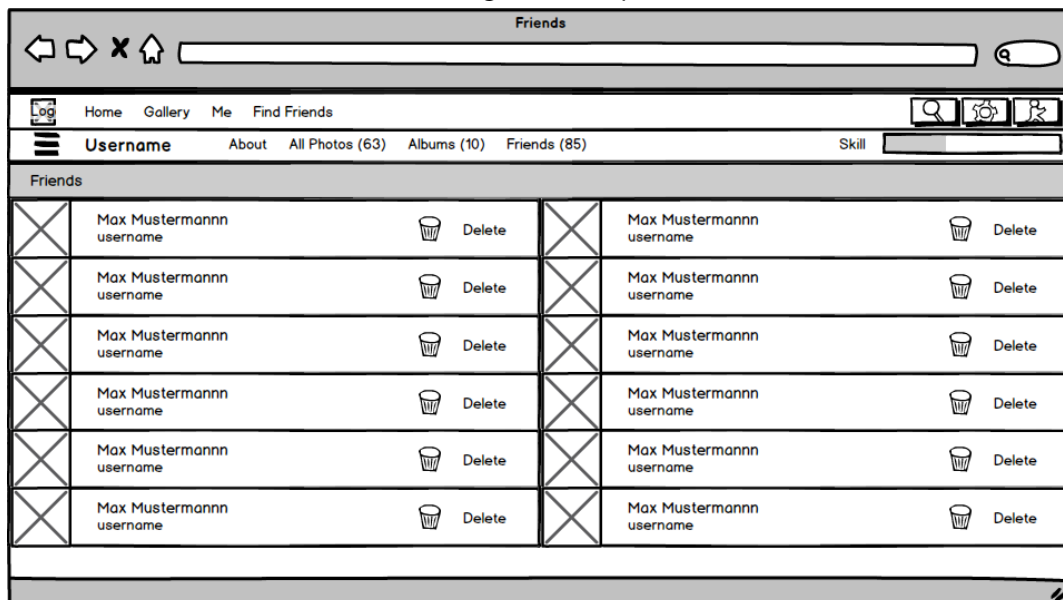 Friends
Log Home Gallery Me Find Friends
Username About All Photos (63) Albums (10) Friends (85) Skill
Friends
Max Mustermannn Max Mustermannn
username Delete username Delete
Max Mustermannn Max Mustermannn
username Delete username Delete
Max Mustermannn Max Mustermannn
username Delete username Delete
Max Mustermannn Max Mustermannn
username Delete username Delete
Max Mustermannn Max Mustermannn
username Delete username Delete
Max Mustermannn Max Mustermannn
username Delete username Delete